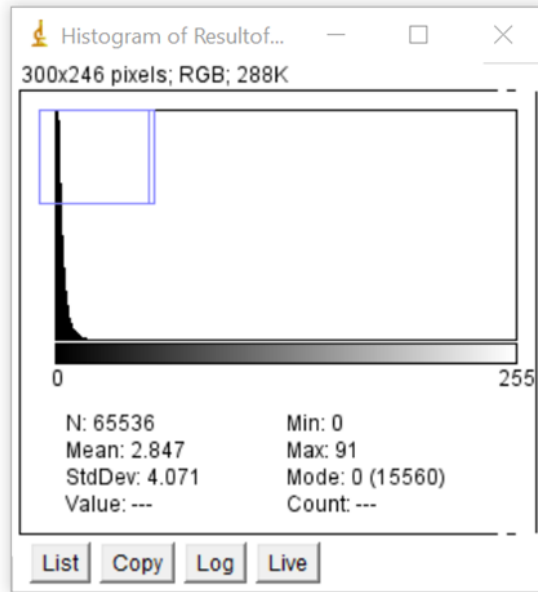 Histogram of Resultof...
300x246 pixels; RGB; 288K
0 255
N: 65536 Min: 0
Mean: 2.847 Max: 91
StdDev: 4.071 Mode: 0 (15560)
Value: --- Count: ---
List Copy Log Live